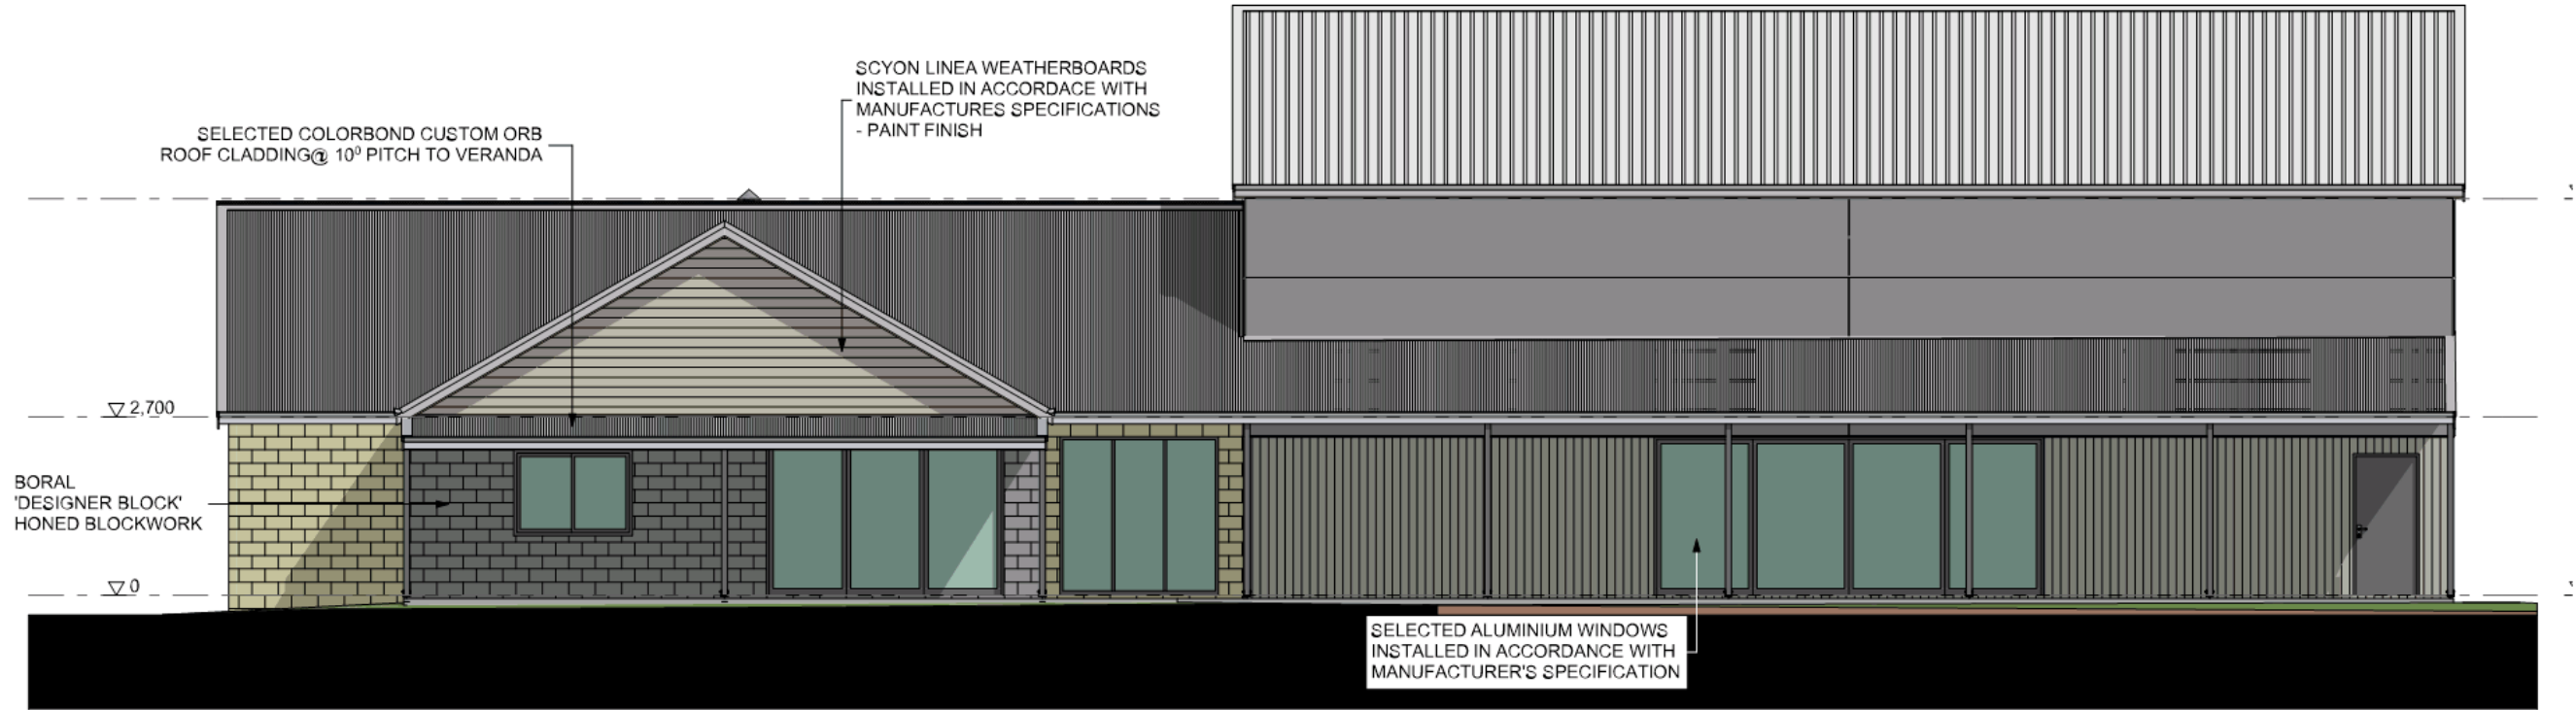 SCYON LINEA WEATHERBOARDS
INSTALLED IN ACCORDACE WITH
MANUFACTURES SPECIFICATIONS
- PAINT FINISH
SELECTED COLORBOND CUSTOM ORB
ROOF CLADDING@ 10⁰ PITCH TO VERANDA
2,700
BORAL
'DESIGNER BLOCK'
HONED BLOCKWORK
0
SELECTED ALUMINIUM WINDOWS
INSTALLED IN ACCORDANCE WITH
MANUFACTURER'S SPECIFICATION